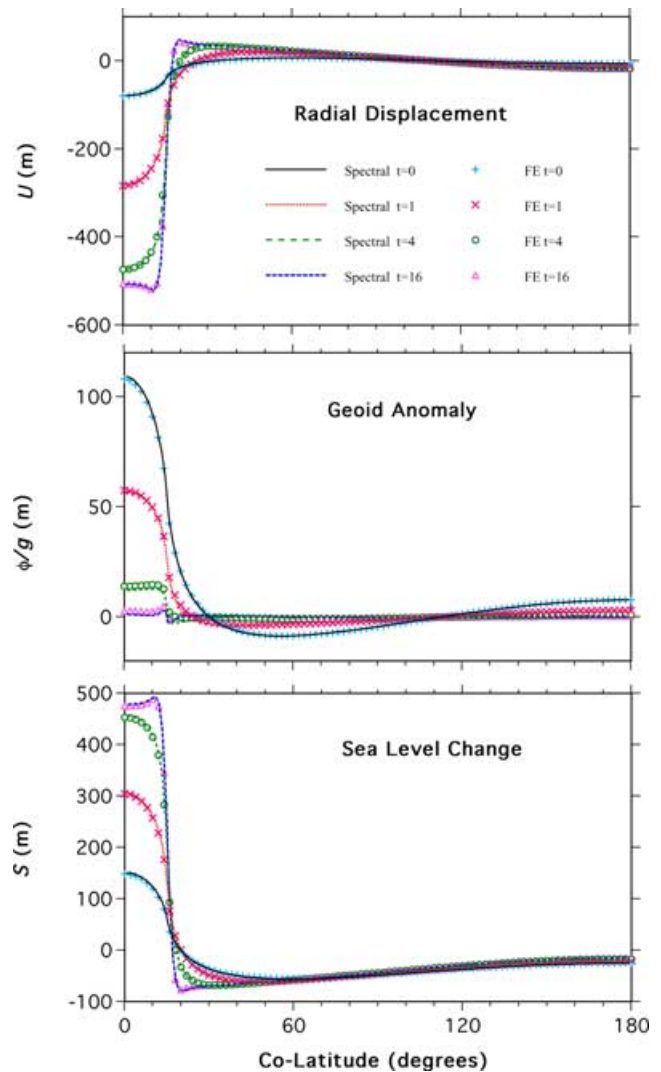 0
-200
-400
-600
U (m)
Radial Displacement
Spectral t=0 FE t=0
Spectral t=1 FE t=1
Spectral t=4 FE t=4
Spectral t=16 FE t=16
100
50
0
ϕ/g (m)
Geoid Anomaly
500
400
300
200
100
0
-100
S (m)
Sea Level Change
0 60 120 180
Co-Latitude (degrees)